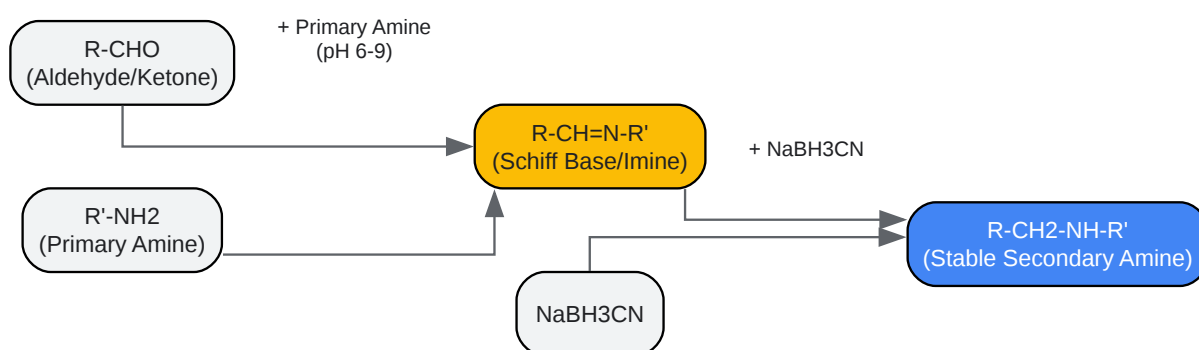 R-CHO
(Aldehyde/Ketone)
+ Primary Amine
(pH 6-9)
R-CH=N-R'
(Schiff Base/Imine)
+ NaBH3CN
R'-NH2
(Primary Amine)
R-CH2-NH-R'
(Stable Secondary Amine)
NaBH3CN